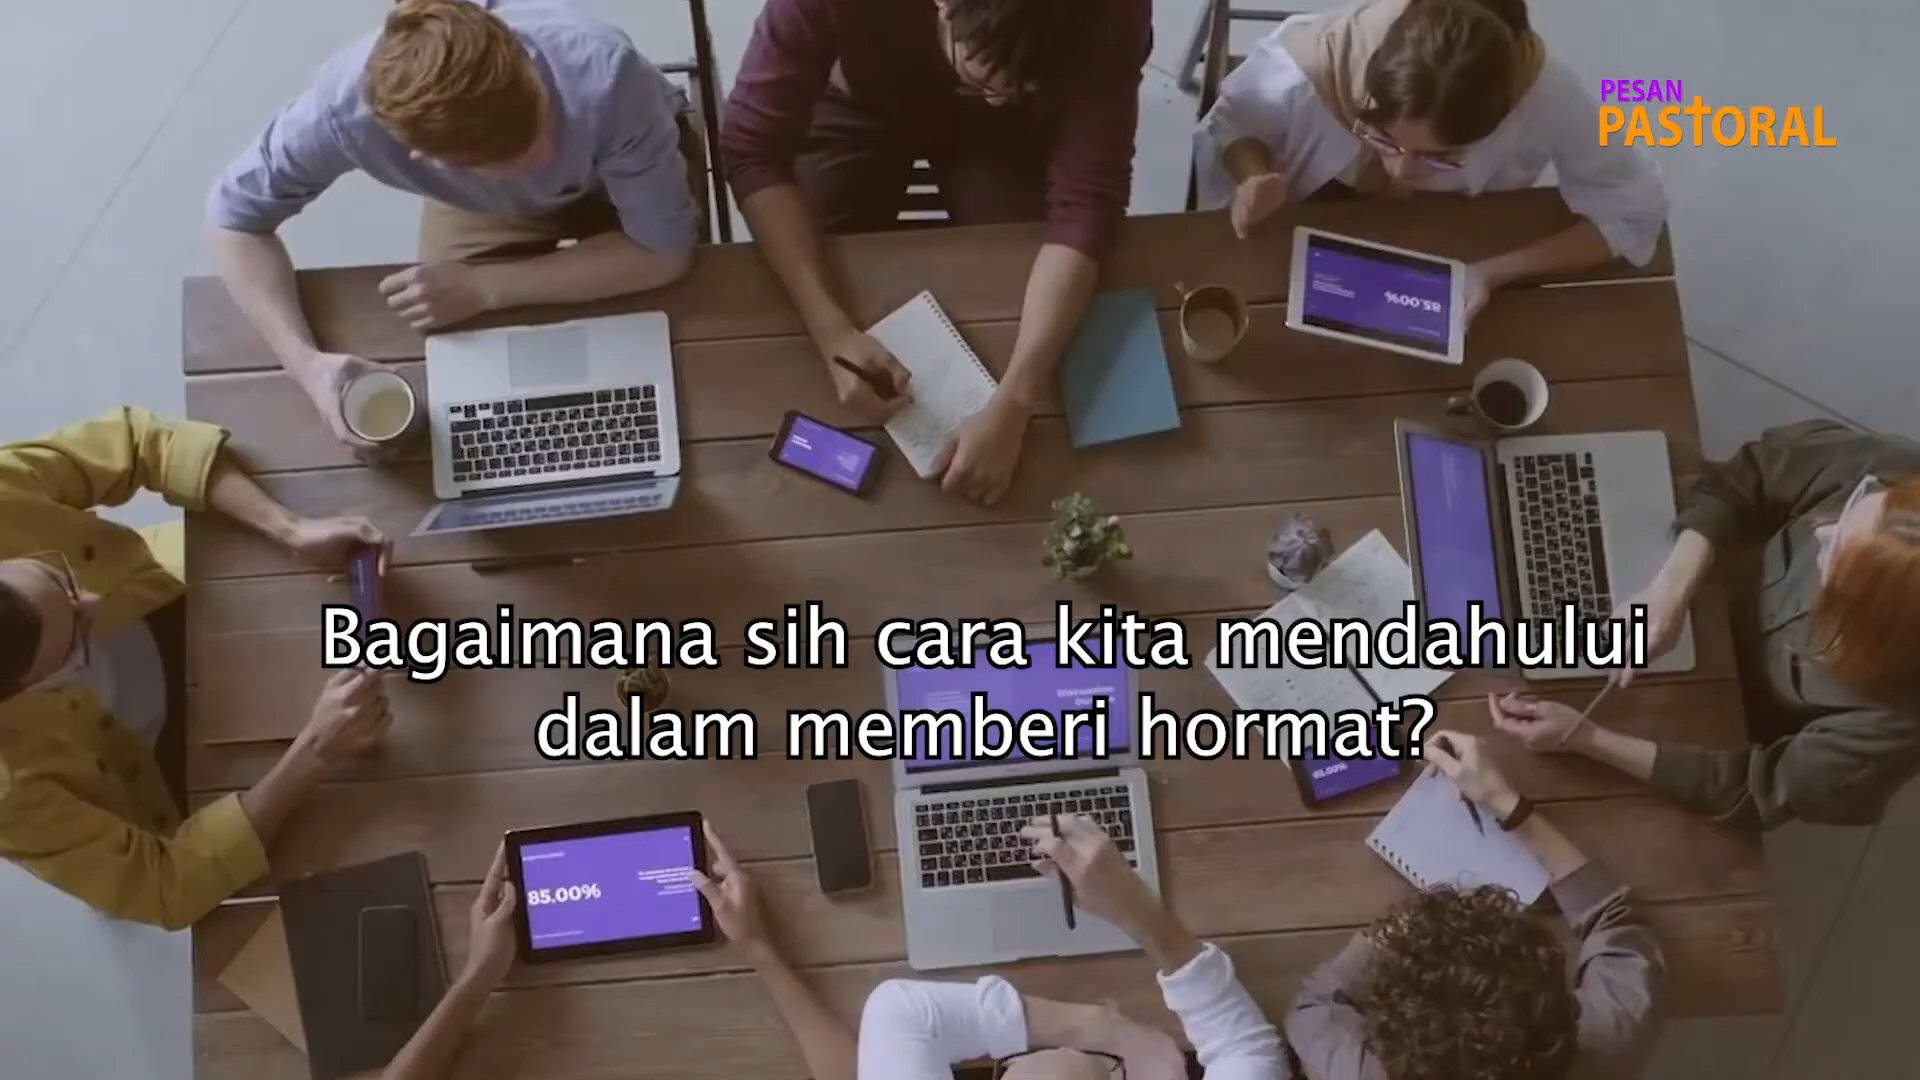 PESAN
PASTORAL
85.00%
Bagaimana sih cara kita mendahului
dalam memberi hormat?
85.00%